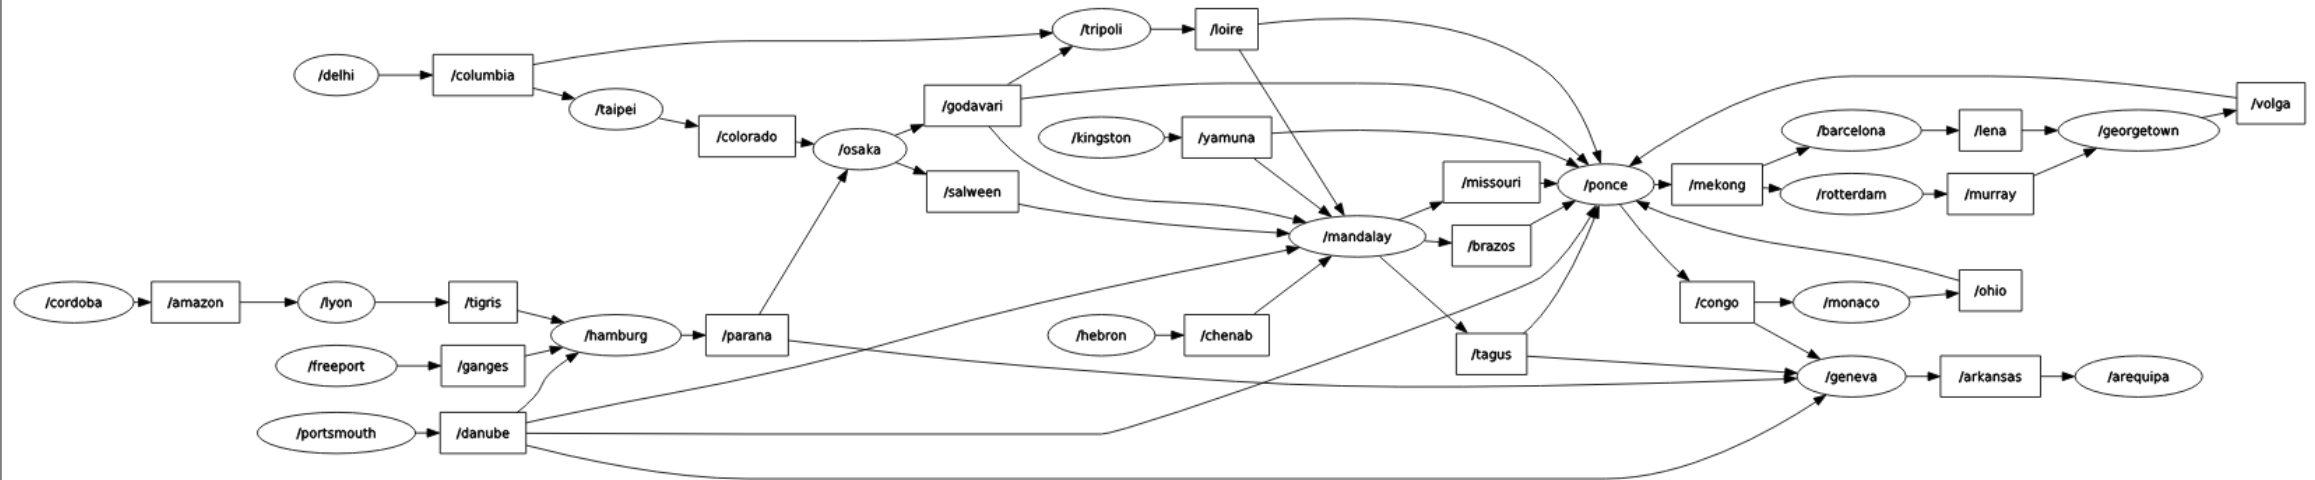 /tripoli
/loire
/delhi
/columbia
/taipei
/colorado
/osaka
/godavari
/salween
/kingston
/yamuna
/missouri
/ponce
/mekong
/barcelona
/lena
/georgetown
/volga
/rotterdam
/murray
/mandalay
/brazos
/cordoba
/amazon
/lyon
/tigris
/hamburg
/parana
/hebron
/chenab
/tagus
/congo
/monaco
/ohio
/freeport
/ganges
/geneva
/arkansas
/arequipa
/portsmouth
/danube